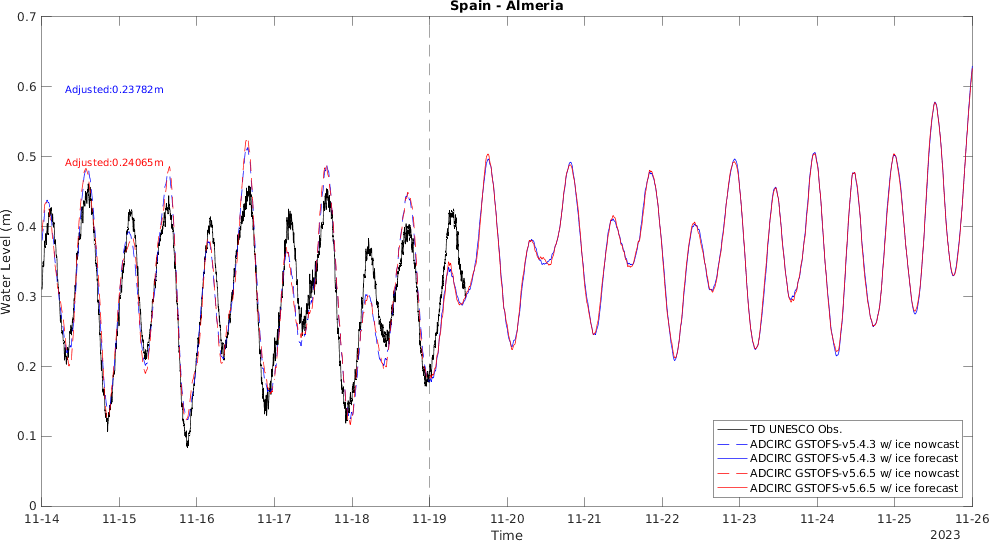 Spain - Almeria
0.7
0.6
0.5
0.4
0.3
0.2
0.1
0
Water Level (m)
Adjusted:0.23782m
Adjusted:0.24065m
TD UNESCO Obs.
ADCIRC GSTOFS-v5.4.3 w/ ice nowcast
ADCIRC GSTOFS-v5.4.3 w/ ice forecast
ADCIRC GSTOFS-v5.6.5 w/ ice nowcast
ADCIRC GSTOFS-v5.6.5 w/ ice forecast
11-14 11-15 11-16 11-17 11-18 11-19 11-20 11-21 11-22 11-23 11-24 11-25 11-26
Time
2023